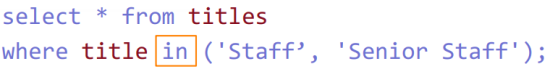 select * from titles
where title in ('Staff’, 'Senior Staff');